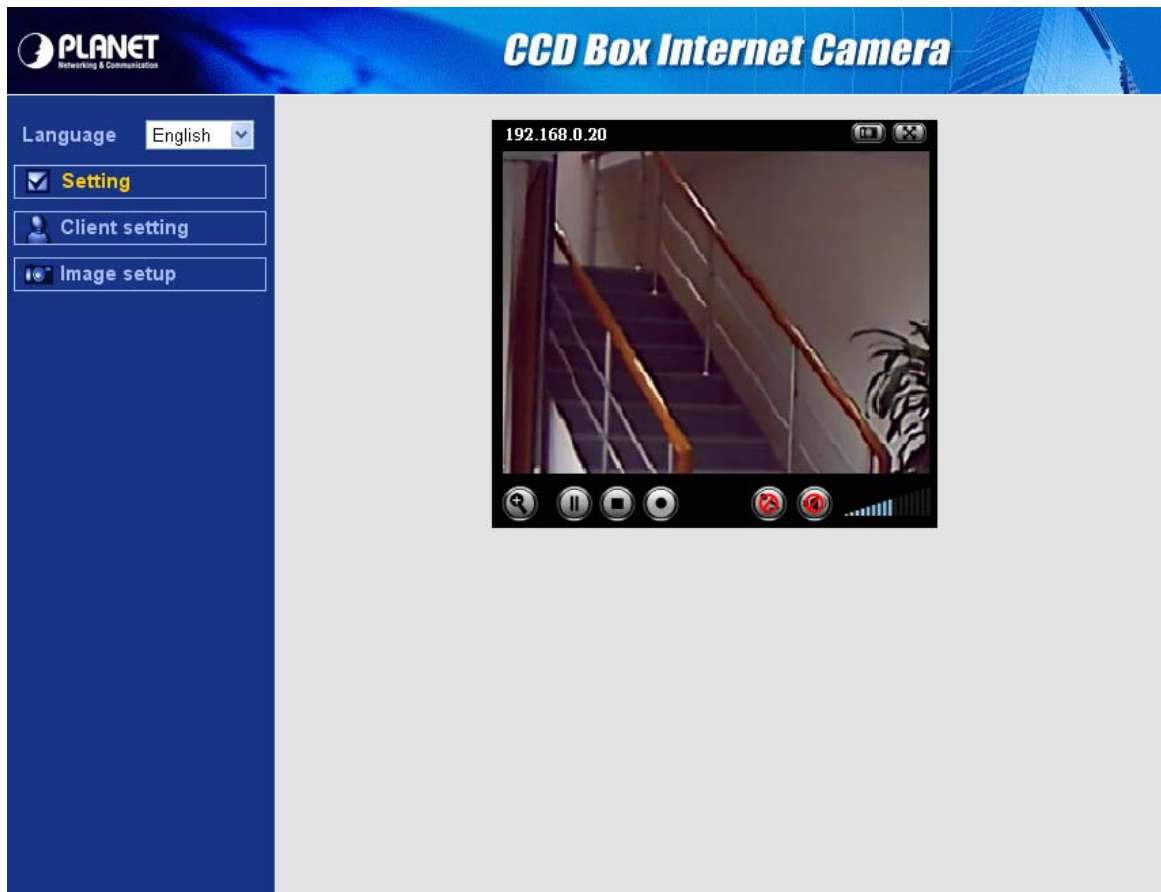 PLANET
Networking & Communication
CCD Box Internet Camera
Language English
Setting
Client setting
Image setup
192.168.0.20